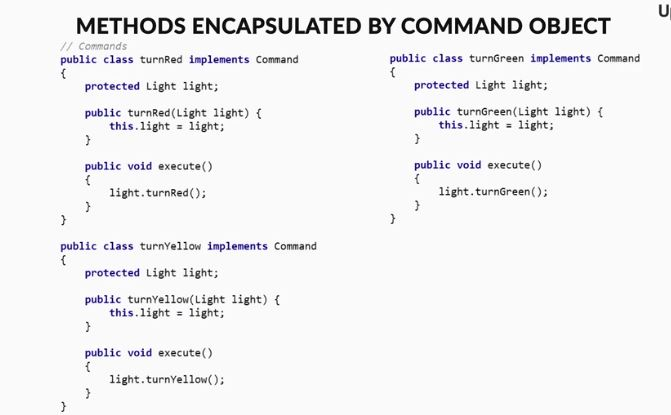 METHODS ENCAPSULATED BY COMMAND OBJECT
// Commands
public class turnRed implements Command
{
protected Light light;
public turnRed(Light light) {
this.light = light;
}
public void execute()
{
light.turnRed();
}
}
public class turnGreen implements Command
{
protected Light light;
public turnGreen(Light light) {
this.light = light;
}
public void execute()
{
light.turnGreen();
}
}
public class turnYellow implements Command
{
protected Light light;
public turnYellow(Light light) {
this.light = light;
}
public void execute()
{
light.turnYellow();
}
}